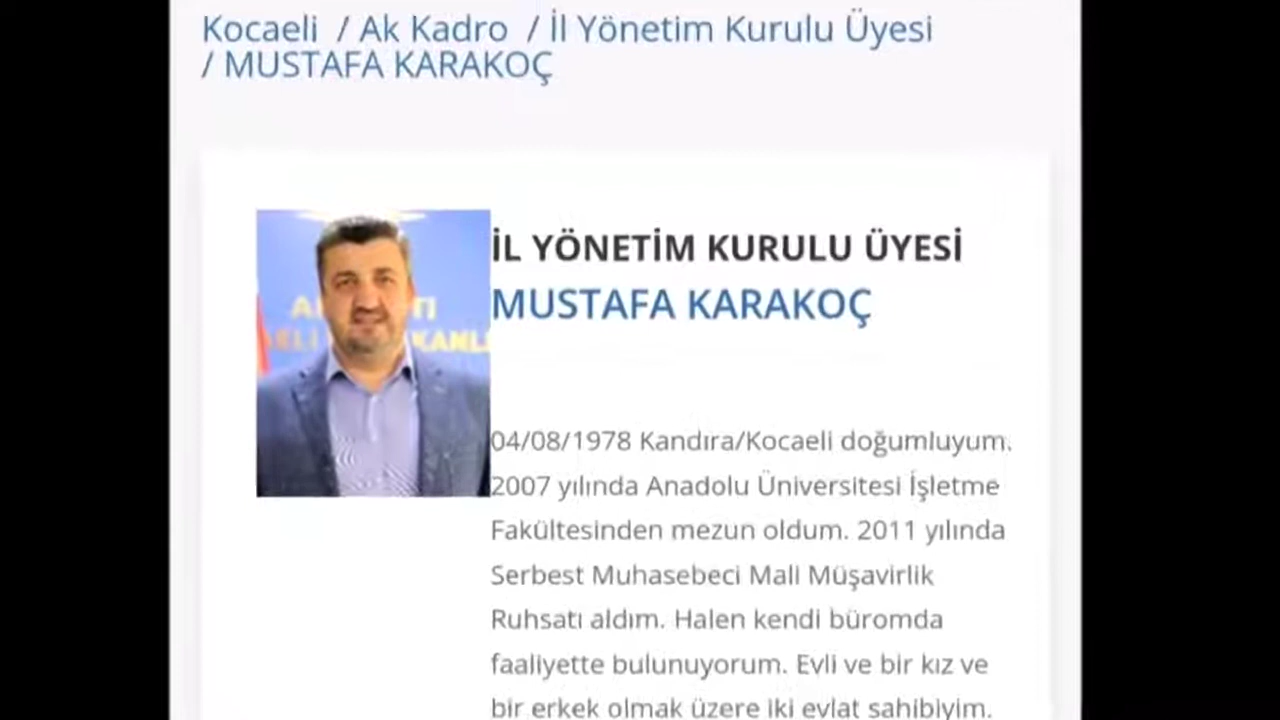 Kocaeli / Ak Kadro / İl Yönetim Kurulu Üyesi
/ MUSTAFA KARAKOÇ
İL YÖNETİM KURULU ÜYESİ
MUSTAFA KARAKOÇ
04/08/1978 Kandıra/Kocaeli doğumluyum.
2007 yılında Anadolu Üniversitesi İşletme
Fakültesinden mezun oldum. 2011 yılında
Serbest Muhasebeci Mali Müşavirlik
Ruhsatı aldım. Halen kendi büromda
faaliyette bulunuyorum. Evli ve bir kız ve
bir erkek olmak üzere iki evlat sahibiyim.